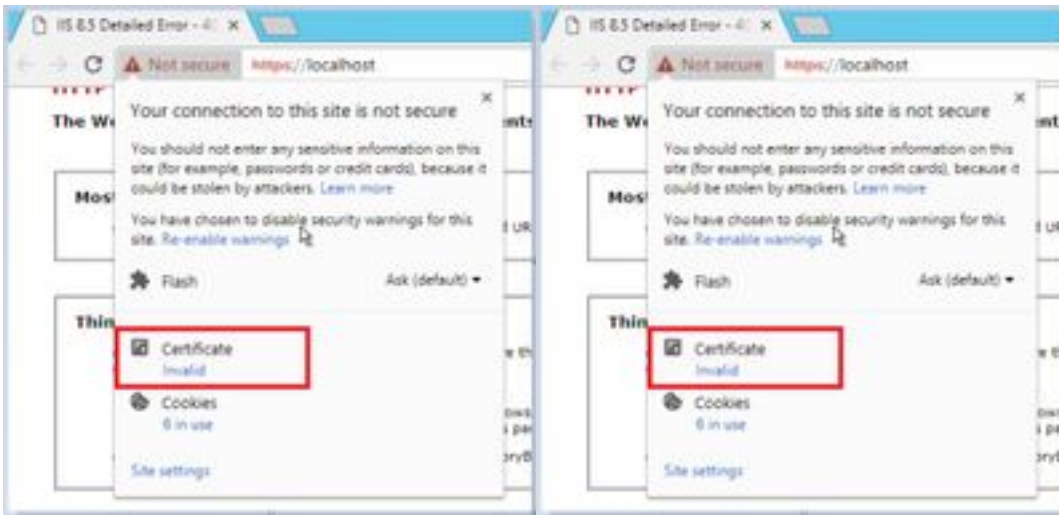 IIS 8.5 Detailed Error - 4
Not secure https://localhost
HTTP
The We
Your connection to this site is not secure
You should not enter any sensitive information on this
site (for example, passwords or credit cards), because it
could be stolen by attackers. Learn more
Most
You have chosen to disable security warnings for this
site. Re-enable warnings
Flash Ask (default)
Thin
Certificate
Invalid
Cookies
6 in use
Site settings
IIS 8.5 Detailed Error - 4
Not secure https://localhost
HTTP
The We
Your connection to this site is not secure
You should not enter any sensitive information on this
site (for example, passwords or credit cards), because it
could be stolen by attackers. Learn more
Most
You have chosen to disable security warnings for this
site. Re-enable warnings
Flash Ask (default)
Thin
Certificate
Invalid
Cookies
6 in use
Site settings